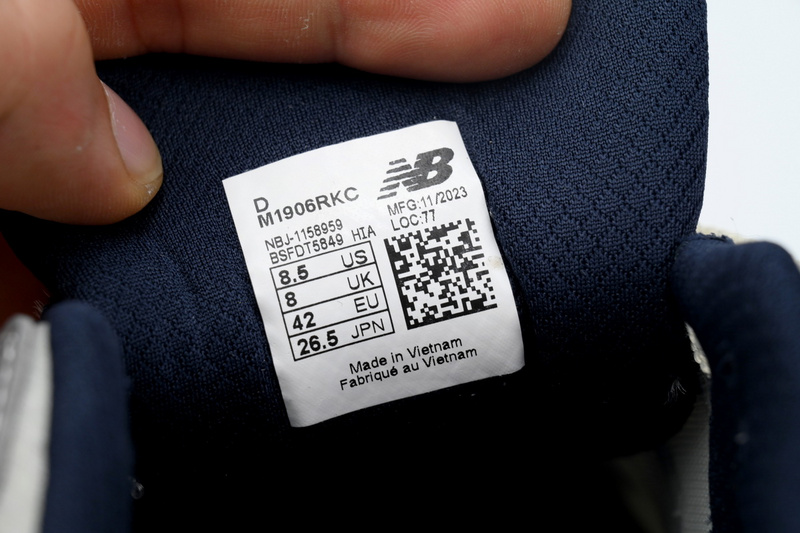 NB
D
M1906RKC
MFG:11/2023
LOC:77
NBJ-1158959
BSFDT5849 HIA
8.5 US
8 UK
42 EU
26.5 JPN
Made in Vietnam
Fabriqué au Vietnam